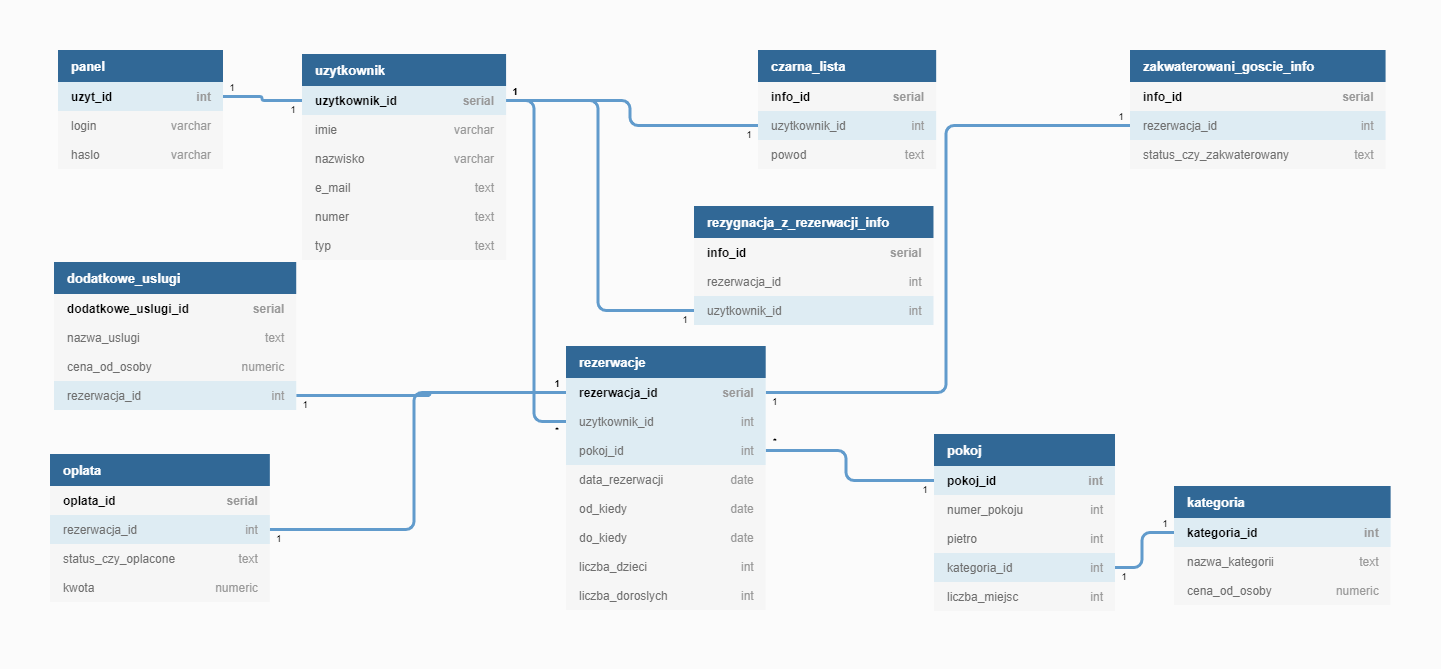 panel
uzyt_id int
login varchar
haslo varchar
1
1
uzytkownik
uzytkownik_id serial
imie varchar
nazwisko varchar
e_mail text
numer text
typ text
1
czarna_lista
info_id serial
uzytkownik_id int
powod text
1
zakwaterowani_goscie_info
info_id serial
rezerwacja_id int
status_czy_zakwaterowany text
1
rezygnacja_z_rezerwacji_info
info_id serial
rezerwacja_id int
uzytkownik_id int
1
dodatkowe_uslugi
dodatkowe_uslugi_id serial
nazwa_uslugi text
cena_od_osoby numeric
rezerwacja_id int
1
rezerwacje
rezerwacja_id serial
uzytkownik_id int
pokoj_id int
data_rezerwacji date
od_kiedy date
do_kiedy date
liczba_dzieci int
liczba_doroslych int
1
*
1
*
oplata
oplata_id serial
rezerwacja_id int
status_czy_oplacone text
kwota numeric
1
pokoj
pokoj_id int
numer_pokoju int
pietro int
kategoria_id int
liczba_miejsc int
1
1
kategoria
kategoria_id int
nazwa_kategorii text
cena_od_osoby numeric
1